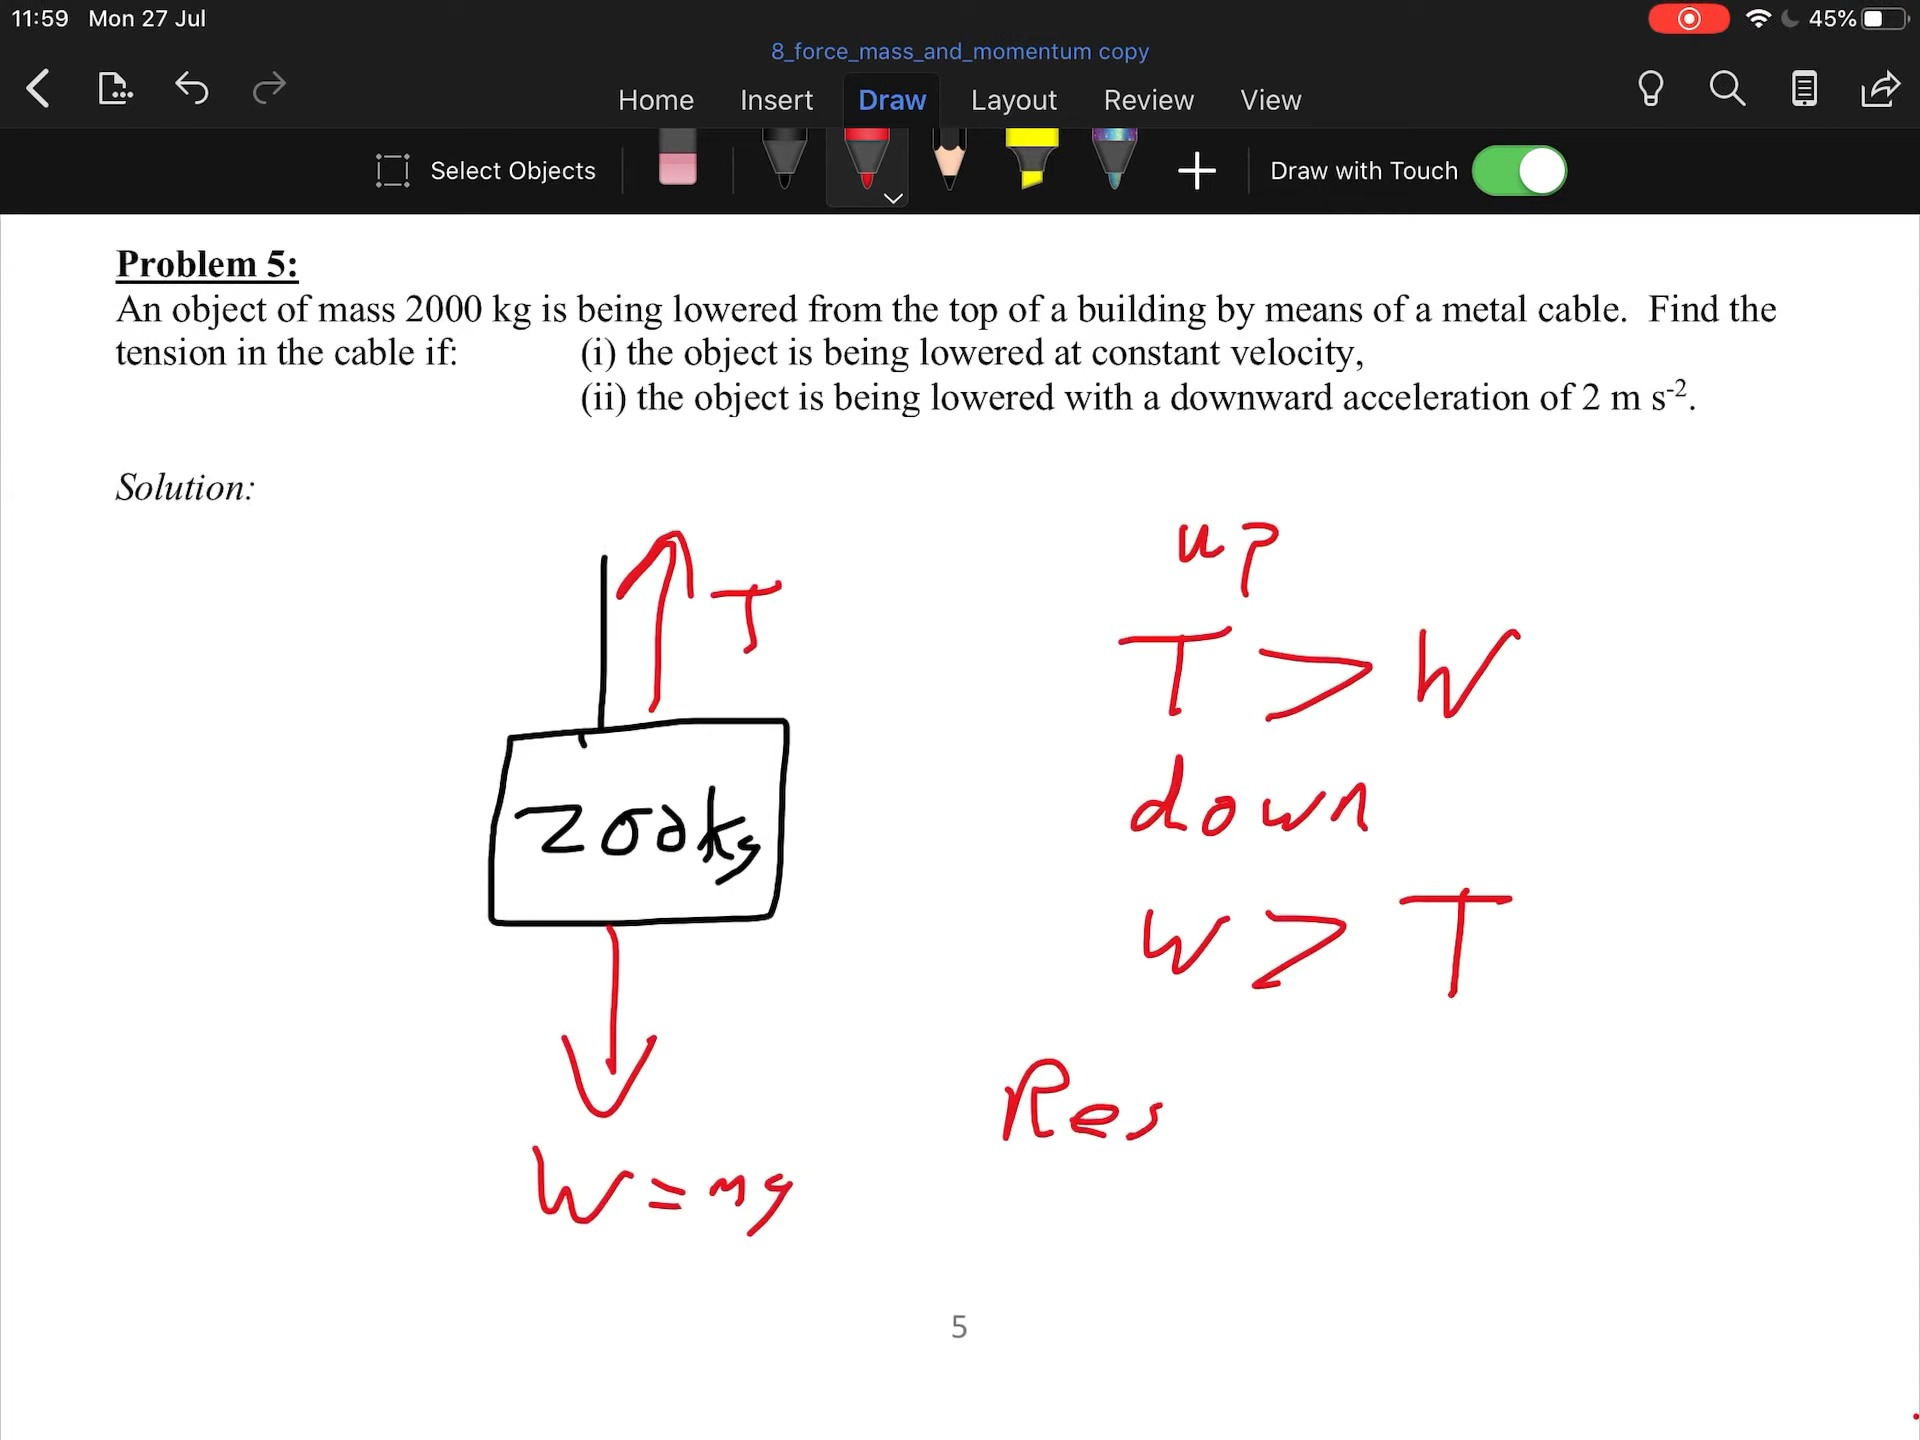 11:59 Mon 27 Jul
45%
8_force_mass_and_momentum copy
Home Insert Draw Layout Review View
Select Objects
Draw with Touch
Problem 5:
An object of mass 2000 kg is being lowered from the top of a building by means of a metal cable. Find the
tension in the cable if: (i) the object is being lowered at constant velocity,
(ii) the object is being lowered with a downward acceleration of 2 m s⁻².
Solution:
up
T
T > W
200kg
down
W > T
Res
W = mg
5